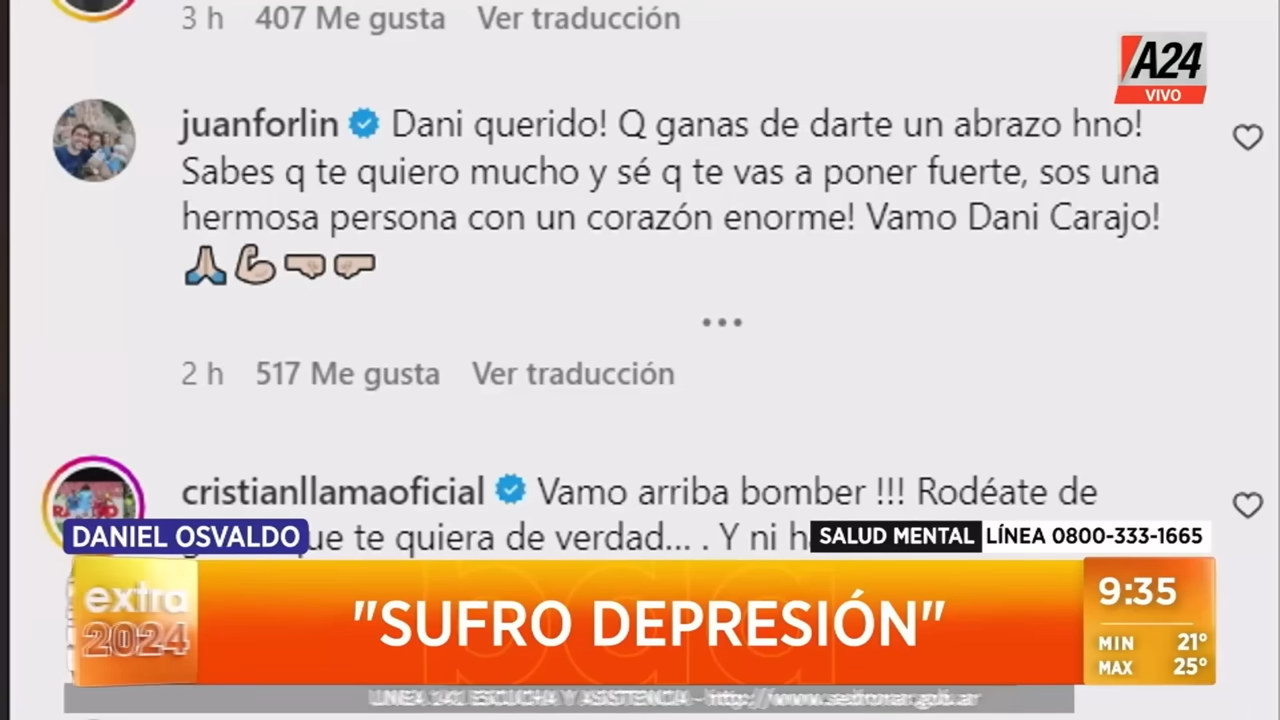 3 h 407 Me gusta Ver traducción
A24
VIVO
juanforlin Dani querido! Q ganas de darte un abrazo hno!
Sabes q te quiero mucho y sé q te vas a poner fuerte, sos una
hermosa persona con un corazón enorme! Vamo Dani Carajo!
2 h 517 Me gusta Ver traducción
cristianllamaoficial Vamo arriba bomber !!! Rodéate de
que te quiera de verdad... . Y ni
DANIEL OSVALDO
SALUD MENTAL LÍNEA 0800-333-1665
extra
2024
"SUFRO DEPRESIÓN"
9:35
MIN 21°
MAX 25°
LINEA 141 ESCUCHA Y ASISTENCIA - http://www.sedronar.gob.ar